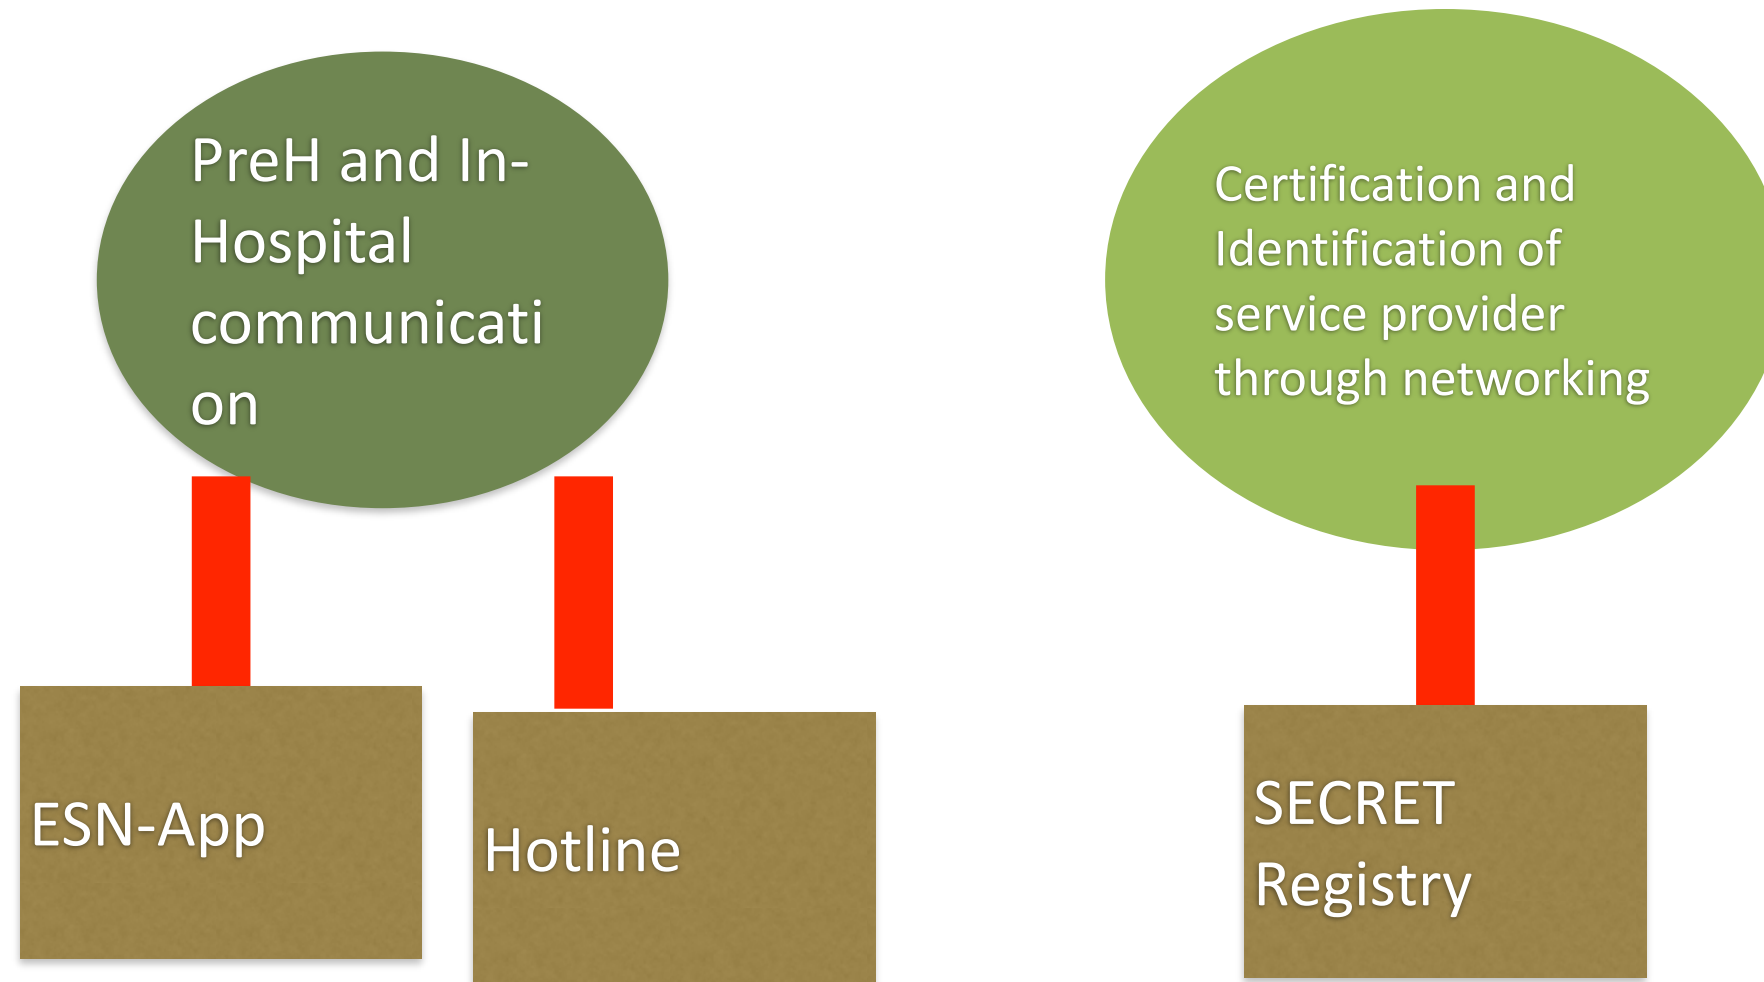 PreH and In-
Hospital
communicati
on
Certification and
Identification of
service provider
through networking
ESN-App
Hotline
SECRET
Registry